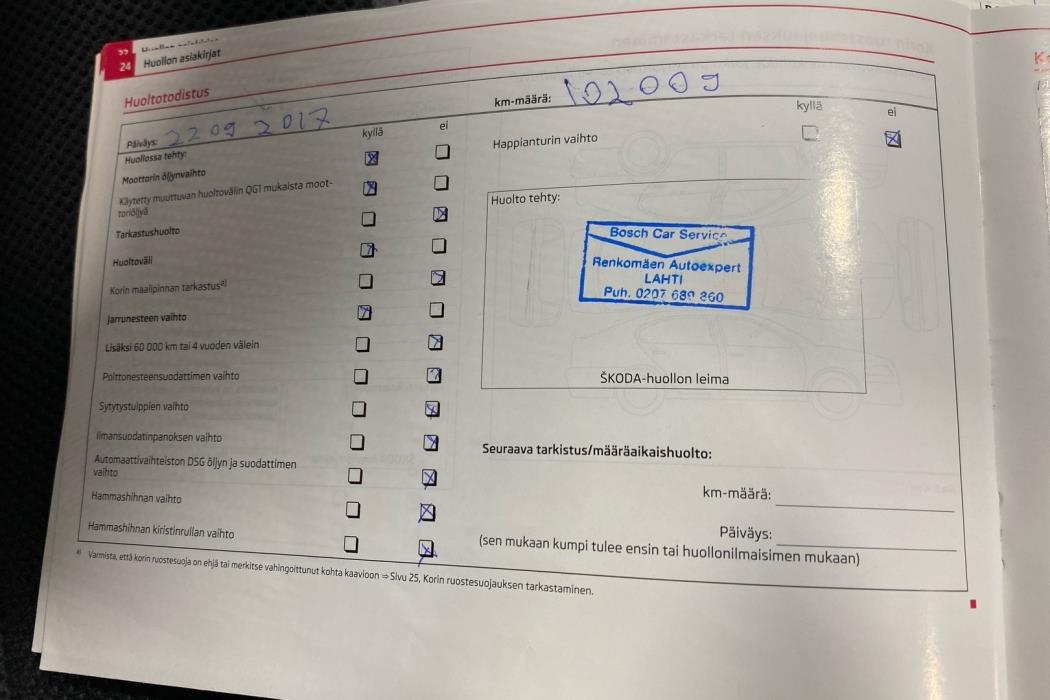 24 Huollon asiakirjat
Huoltotodistus
Päiväys: 22 09 2017
km-määrä: 102009
Huollossa tehty:
kyllä ei
Moottorin öljynvaihto
Käytetty muuttuvan huoltovälin QG1 mukaista moot-
toriöljyä
Tarkastushuolto
Huoltoväli
Korin maalipinnan tarkastus a)
Jarrunesteen vaihto
Lisäksi 60 000 km tai 4 vuoden välein
Polttonesteensuodattimen vaihto
Sytytystulppien vaihto
Ilmansuodatinpanoksen vaihto
Automaattivaihteiston DSG öljyn ja suodattimen
vaihto
Hammashihnan vaihto
Hammashihnan kiristinrullan vaihto
kyllä ei
Happianturin vaihto
Huolto tehty:
Bosch Car Service
Renkomäen Autoexpert
LAHTI
Puh. 0207 689 860
ŠKODA-huollon leima
Seuraava tarkistus/määräaikaishuolto:
km-määrä:
Päiväys:
(sen mukaan kumpi tulee ensin tai huollonilmaisimen mukaan)
a) Varmista, että korin ruostesuoja on ehjä tai merkitse vahingoittunut kohta kaavioon ⇒ Sivu 25, Korin ruostesuojauksen tarkastaminen.